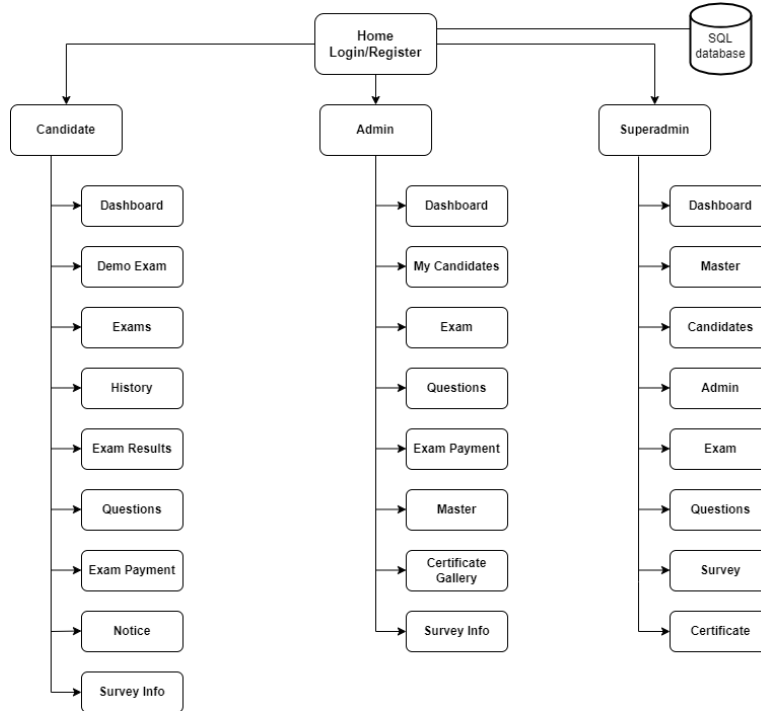 Home
Login/Register
SQL
database
Candidate
Admin
Superadmin
Dashboard
Demo Exam
Exams
History
Exam Results
Questions
Exam Payment
Notice
Survey Info
Dashboard
My Candidates
Exam
Questions
Exam Payment
Master
Certificate
Gallery
Survey Info
Dashboard
Master
Candidates
Admin
Exam
Questions
Survey
Certificate